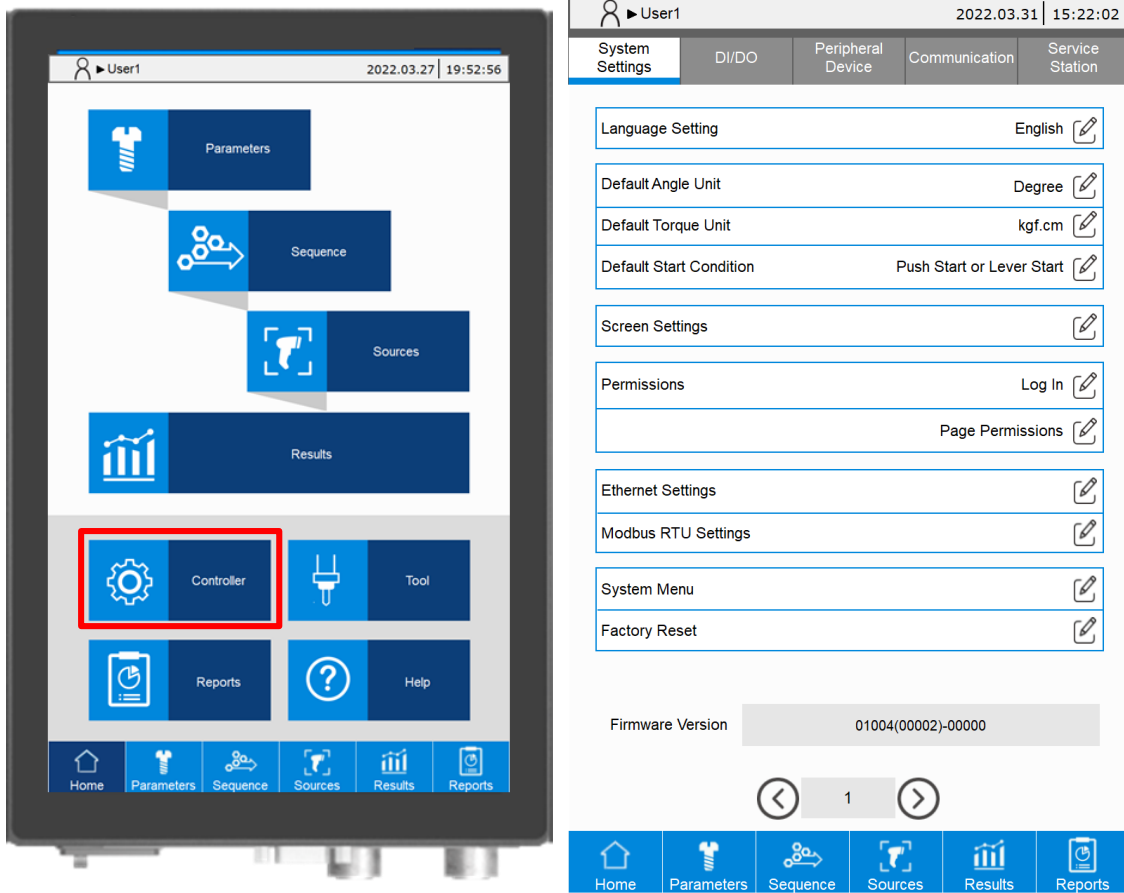 ►User1
2022.03.27 19:52:56
Parameters
Sequence
Sources
Results
Controller
Tool
Reports
Help
Home Parameters Sequence Sources Results Reports
►User1
2022.03.31 15:22:02
System
Settings
DI/DO
Peripheral
Device
Communication
Service
Station
Language Setting English
Default Angle Unit Degree
Default Torque Unit kgf.cm
Default Start Condition Push Start or Lever Start
Screen Settings
Permissions Log In
Page Permissions
Ethernet Settings
Modbus RTU Settings
System Menu
Factory Reset
Firmware Version 01004(00002)-00000
1
Home Parameters Sequence Sources Results Reports